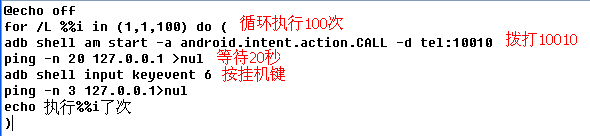 @echo off
for /L %%i in (1,1,100) do ( 循环执行100次
adb shell am start -a android.intent.action.CALL -d tel:10010 拨打10010
ping -n 20 127.0.0.1 >nul 等待20秒
adb shell input keyevent 6 按挂机键
ping -n 3 127.0.0.1>nul
echo 执行%%i了次
)